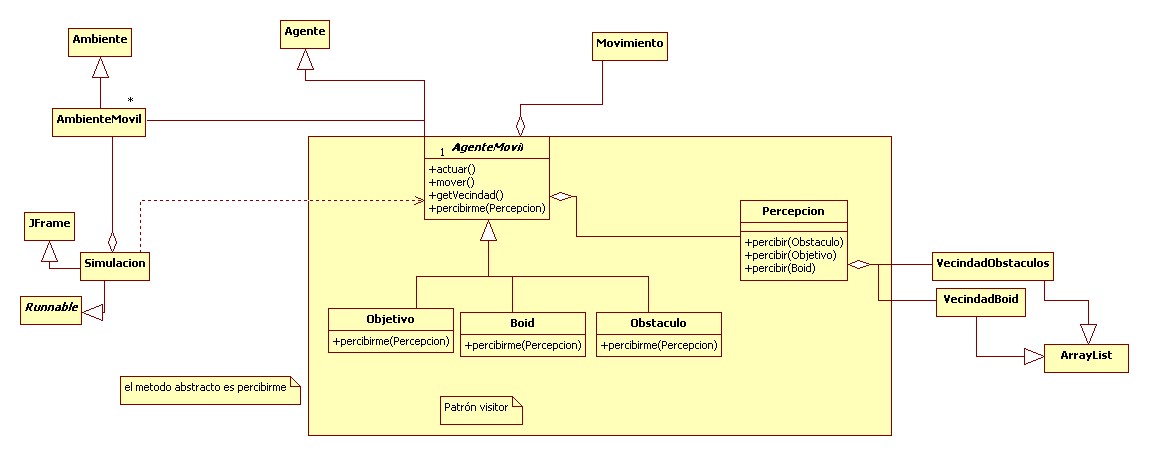 Ambiente
Agente
Movimiento
*
AmbienteMovil
1
AgenteMovil
+actuar()
+mover()
+getVecindad()
+percibirme(Percepcion)
JFrame
Simulacion
Runnable
Percepcion
+percibir(Obstaculo)
+percibir(Objetivo)
+percibir(Boid)
VecindadObstaculos
VecindadBoid
ArrayList
Objetivo
+percibirme(Percepcion)
Boid
+percibirme(Percepcion)
Obstaculo
+percibirme(Percepcion)
el metodo abstracto es percibirme
Patrón visitor